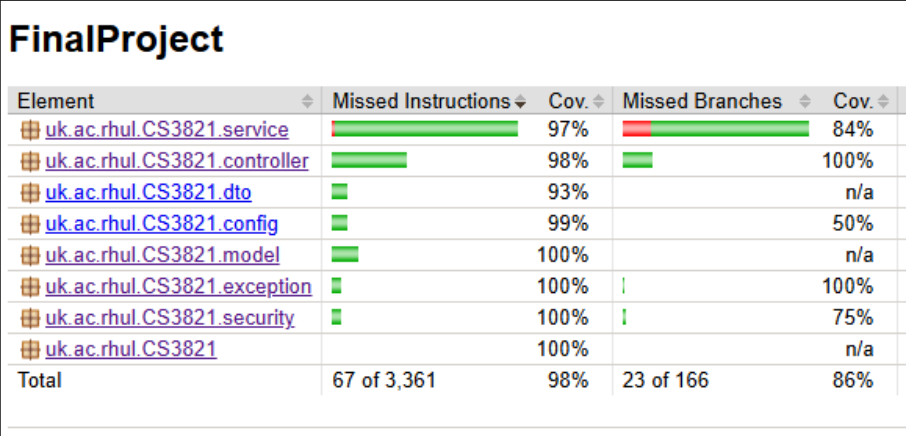 FinalProject
Element Missed Instructions Cov. Missed Branches Cov.
uk.ac.rhul.CS3821.service 97% 84%
uk.ac.rhul.CS3821.controller 98% 100%
uk.ac.rhul.CS3821.dto 93% n/a
uk.ac.rhul.CS3821.config 99% 50%
uk.ac.rhul.CS3821.model 100% n/a
uk.ac.rhul.CS3821.exception 100% 100%
uk.ac.rhul.CS3821.security 100% 75%
uk.ac.rhul.CS3821 100% n/a
Total 67 of 3,361 98% 23 of 166 86%